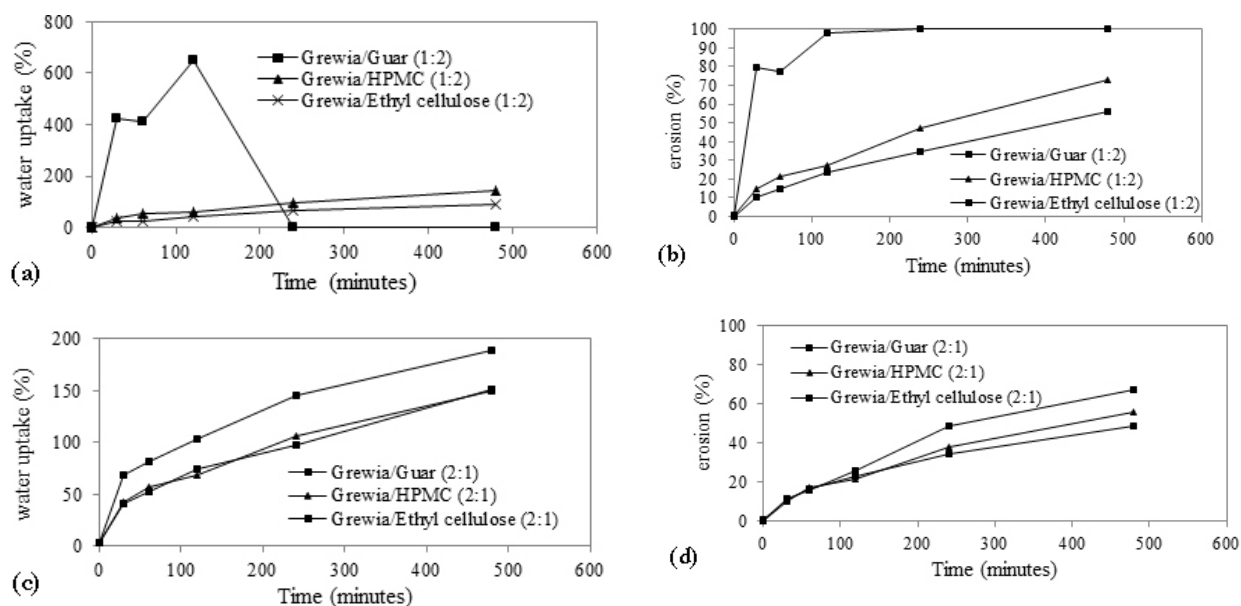 800
600
400
200
0
water uptake (%)
Grewia/Guar (1:2)
Grewia/HPMC (1:2)
Grewia/Ethyl cellulose (1:2)
0 100 200 300 400 500 600
Time (minutes)
(a)
100
90
80
70
60
50
40
30
20
10
0
erosion (%)
Grewia/Guar (1:2)
Grewia/HPMC (1:2)
Grewia/Ethyl cellulose (1:2)
0 100 200 300 400 500 600
Time (minutes)
(b)
200
150
100
50
0
water uptake (%)
Grewia/Guar (2:1)
Grewia/HPMC (2:1)
Grewia/Ethyl cellulose (2:1)
0 100 200 300 400 500 600
Time (minutes)
(c)
100
80
60
40
20
0
erosion (%)
Grewia/Guar (2:1)
Grewia/HPMC (2:1)
Grewia/Ethyl cellulose (2:1)
0 100 200 300 400 500 600
Time (minutes)
(d)